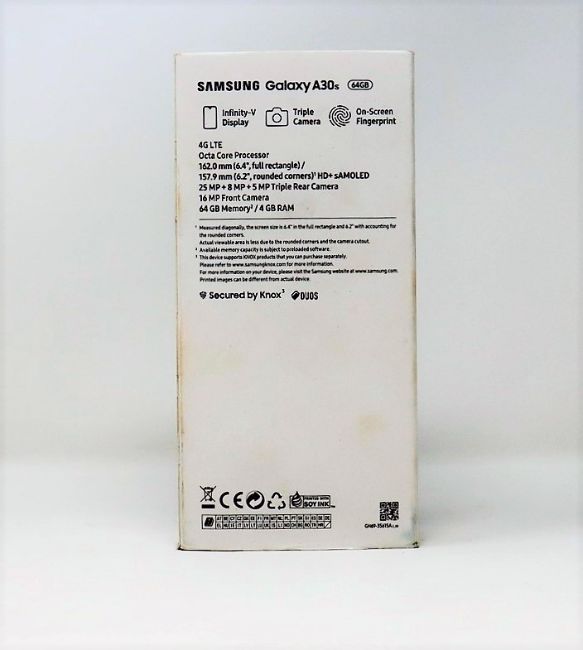 SAMSUNG Galaxy A30s 64GB
Infinity-V Display
Triple Camera
On-Screen Fingerprint
4G LTE
Octa Core Processor
162.0 mm (6.4", full rectangle) /
157.9 mm (6.2", rounded corners)¹ HD+ sAMOLED
25 MP + 8 MP + 5 MP Triple Rear Camera
16 MP Front Camera
64 GB Memory² / 4 GB RAM
¹ Measured diagonally, the screen size is 6.4" in the full rectangle and 6.2" with accounting for
the rounded corners.
Actual viewable area is less due to the rounded corners and the camera cutout.
² Available memory capacity is subject to preloaded software.
³ This device supports KNOX products that you can purchase separately.
Please refer to www.samsungknox.com for more information.
For more information on your device, please visit the Samsung website at www.samsung.com.
Printed images can be different from actual device.
Secured by Knox³ DUOS
CE PRINTED WITH SOY INK